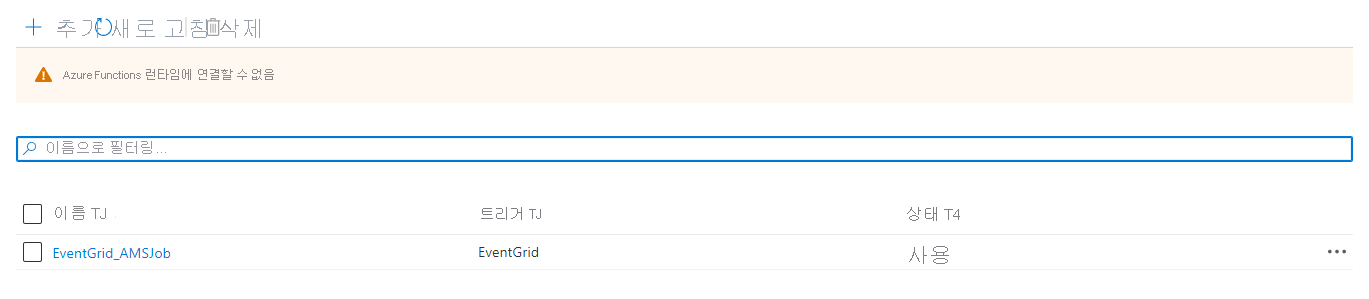 추가 새로 고침 삭제
Azure Functions 런타임에 연결할 수 없음
이름으로 필터링...
이름 TJ 트리거 TJ 상태 T4
EventGrid_AMSJob EventGrid 사용